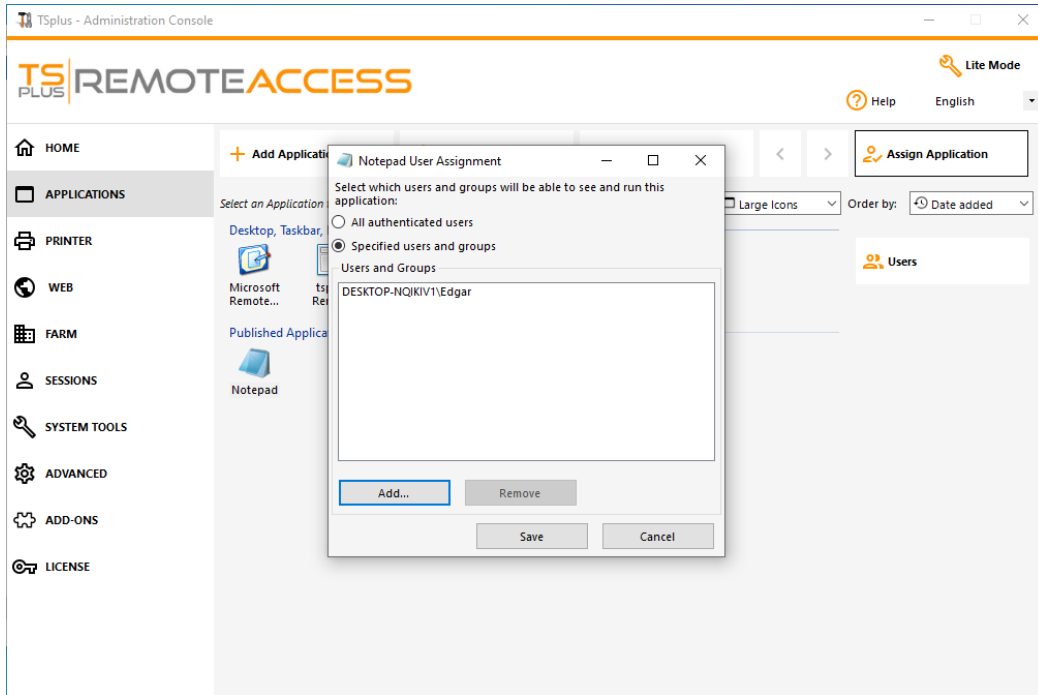 TSplus - Administration Console
TS PLUS REMOTEACCESS
Lite Mode
Help
English
HOME
APPLICATIONS
PRINTER
WEB
FARM
SESSIONS
SYSTEM TOOLS
ADVANCED
ADD-ONS
LICENSE
Add Applicati
Assign Application
Select an Application
Large Icons
Order by:
Date added
Desktop, Taskbar,
Microsoft
Remote...
Users
Published Applica
Notepad
Notepad User Assignment
Select which users and groups will be able to see and run this
application:
All authenticated users
Specified users and groups
Users and Groups
DESKTOP-NQIKIV1\Edgar
Add...
Remove
Save
Cancel